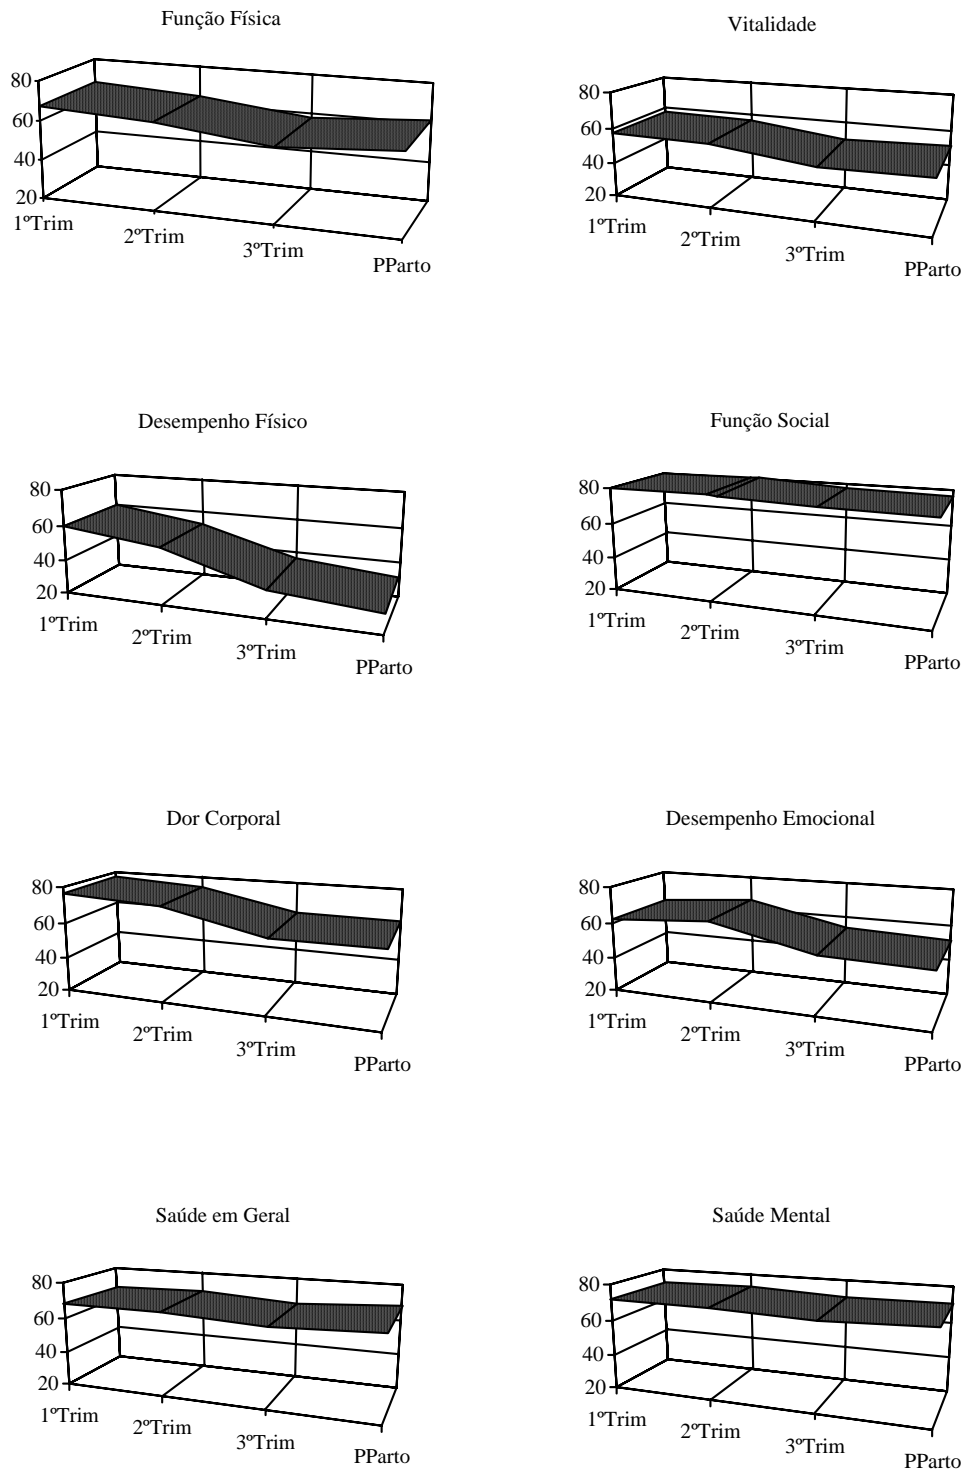 Função Física
80
60
40
20
1ºTrim
2ºTrim
3ºTrim
PParto
Vitalidade
80
60
40
20
1ºTrim
2ºTrim
3ºTrim
PParto
Desempenho Físico
80
60
40
20
1ºTrim
2ºTrim
3ºTrim
PParto
Função Social
80
60
40
20
1ºTrim
2ºTrim
3ºTrim
PParto
Dor Corporal
80
60
40
20
1ºTrim
2ºTrim
3ºTrim
PParto
Desempenho Emocional
80
60
40
20
1ºTrim
2ºTrim
3ºTrim
PParto
Saúde em Geral
80
60
40
20
1ºTrim
2ºTrim
3ºTrim
PParto
Saúde Mental
80
60
40
20
1ºTrim
2ºTrim
3ºTrim
PParto